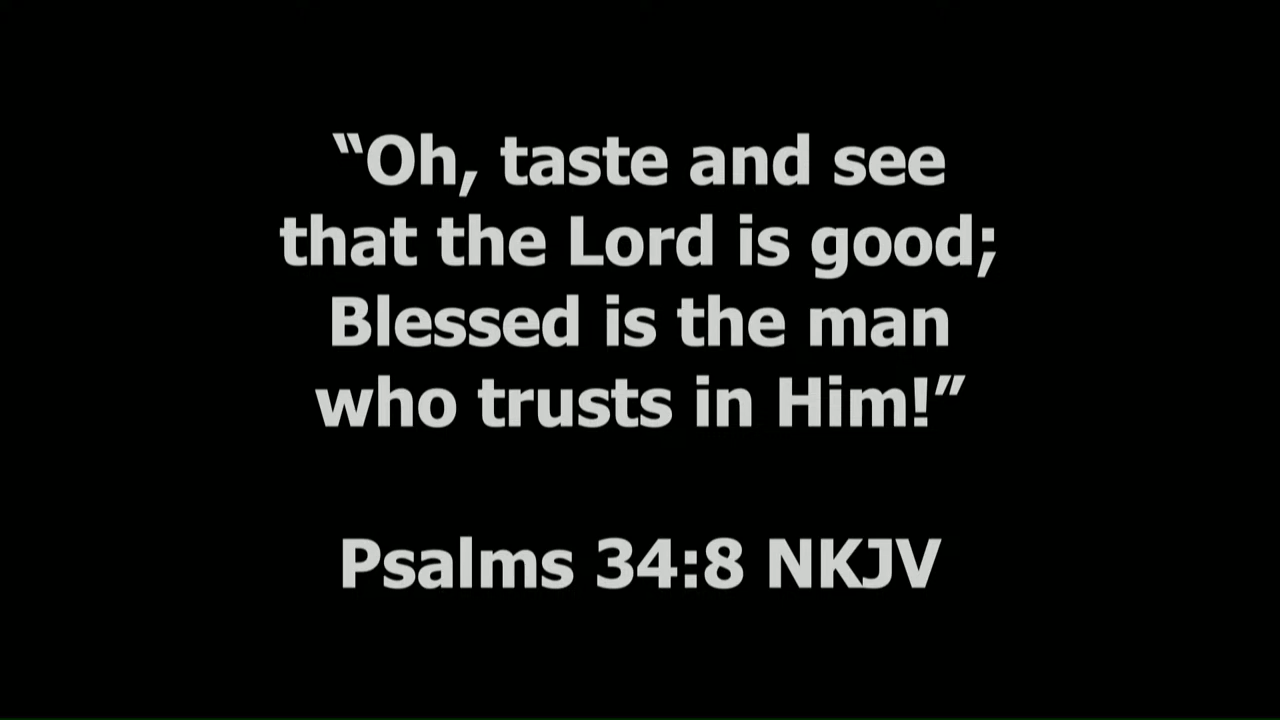 “Oh, taste and see
that the Lord is good;
Blessed is the man
who trusts in Him!”
Psalms 34:8 NKJV